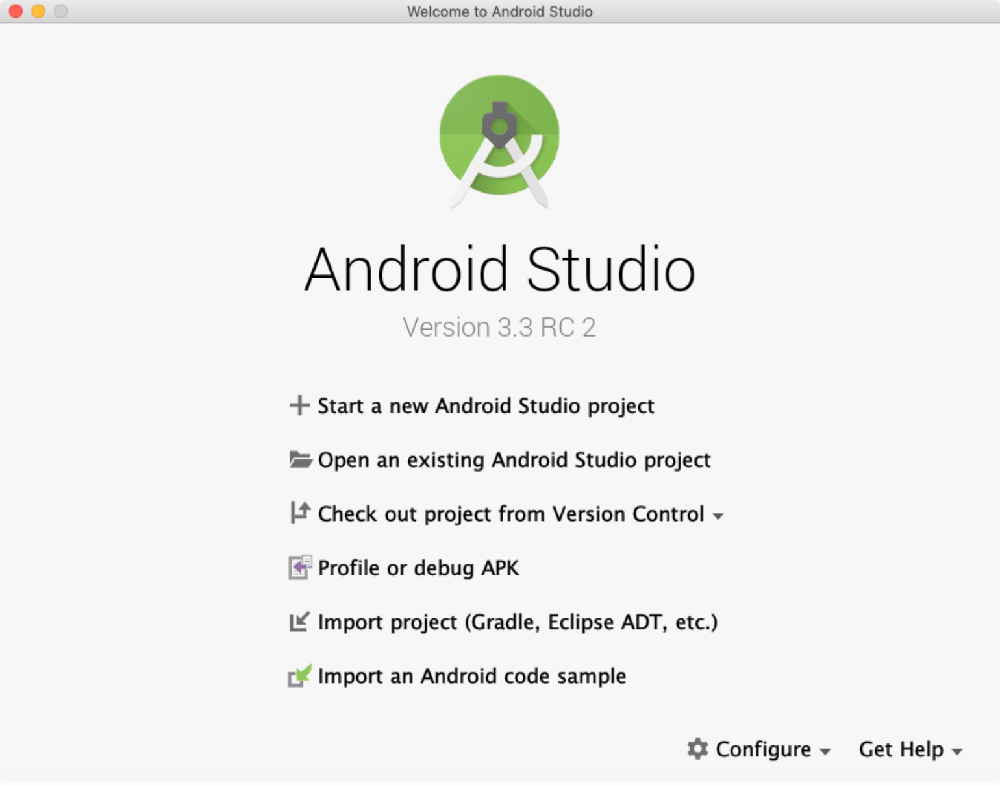 Welcome to Android Studio
Android Studio
Version 3.3 RC 2
Start a new Android Studio project
Open an existing Android Studio project
Check out project from Version Control
Profile or debug APK
Import project (Gradle, Eclipse ADT, etc.)
Import an Android code sample
Configure Get Help